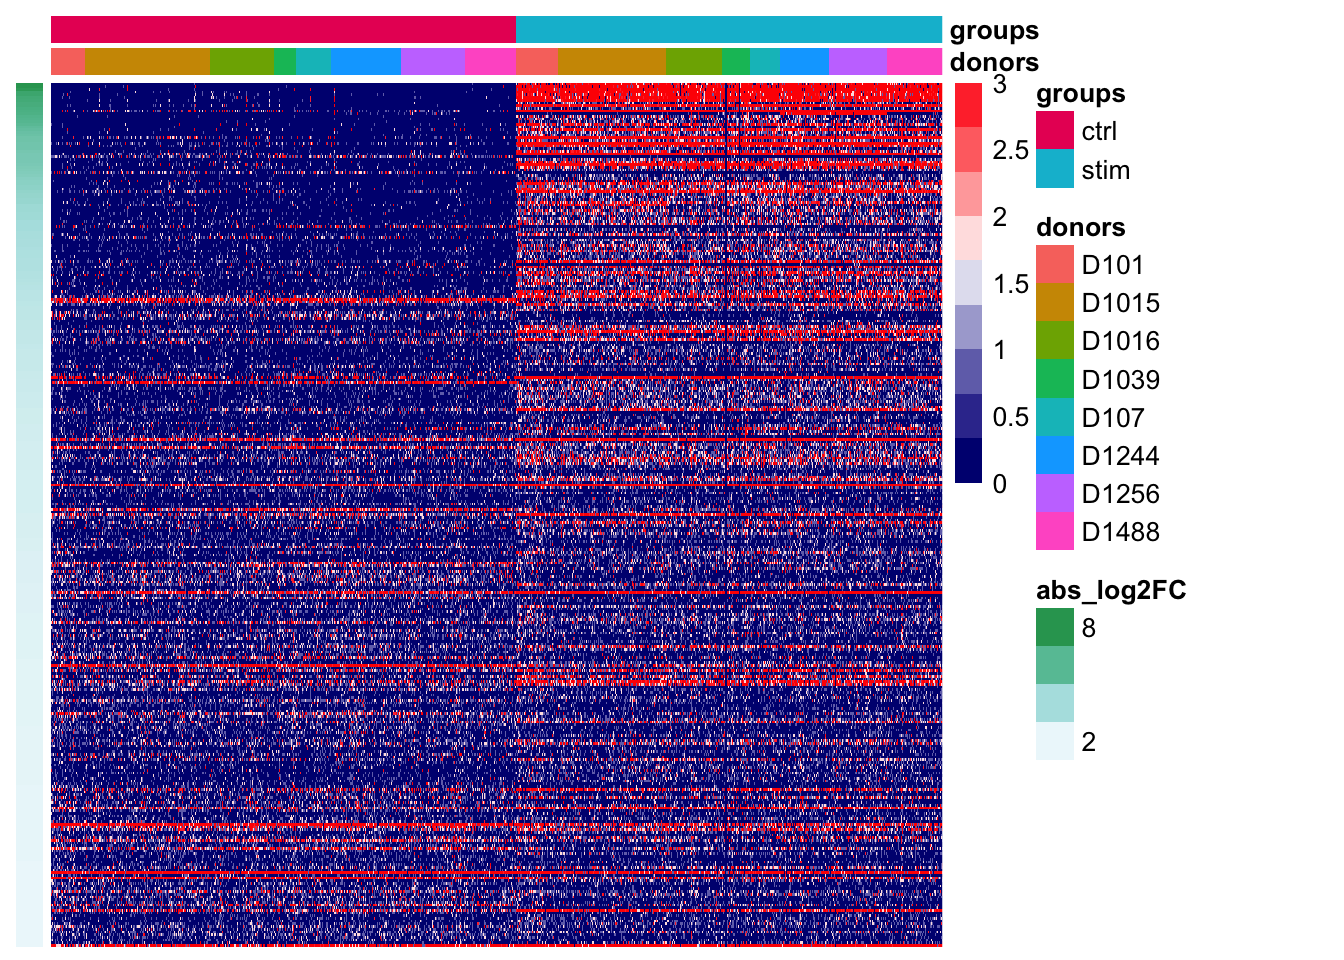 groups
donors
3
2.5
2
1.5
1
0.5
0
groups
ctrl
stim
donors
D101
D1015
D1016
D1039
D107
D1244
D1256
D1488
abs_log2FC
8
2